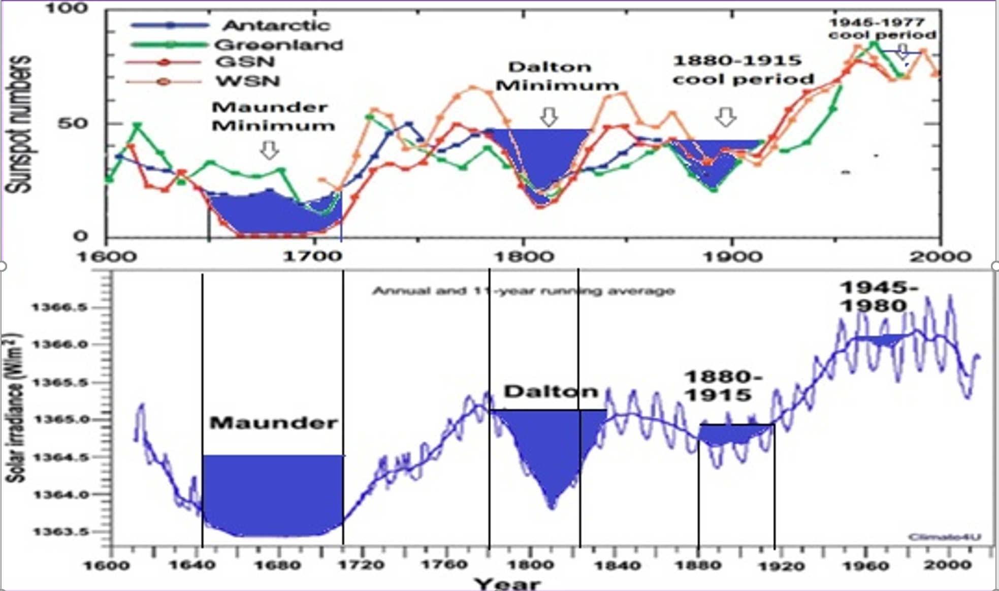 100
Antarctic
Greenland
GSN
WSN
Maunder
Minimum
Dalton
Minimum
1880-1915
cool period
1945-1977
cool period
Sunspot numbers
50
0
1600 1700 1800 1900 2000
Annual and 11-year running average
1945-
1980
1366.5
1366.0
1365.5
1365.0
1364.5
1364.0
1363.5
Solar irradiance (W/m²)
Maunder
Dalton
1880-
1915
Climate4U
1600 1640 1680 1720 1760 1800 1840 1880 1920 1960 2000
Year